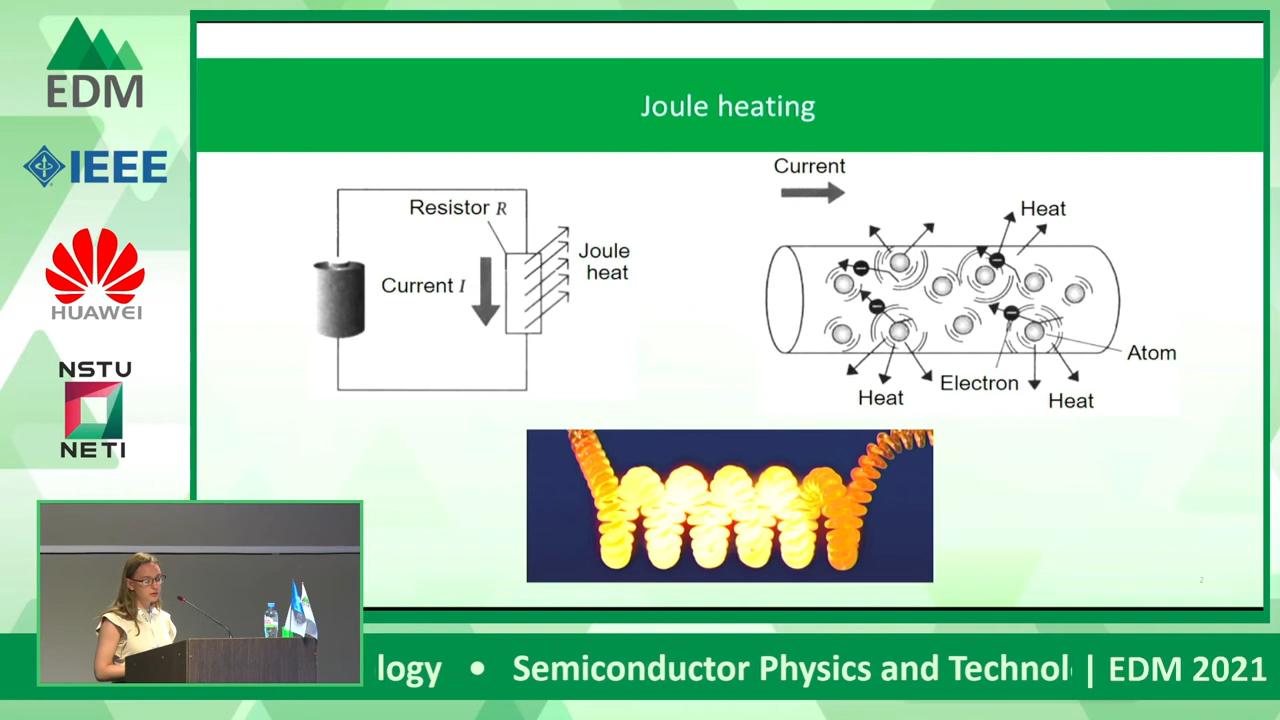 EDM
IEEE
HUAWEI
NSTU
NETI
Joule heating
Resistor R
Current I
Joule
heat
Current
Heat
Atom
Electron
Heat
Heat
2
logy • Semiconductor Physics and Technol | EDM 2021